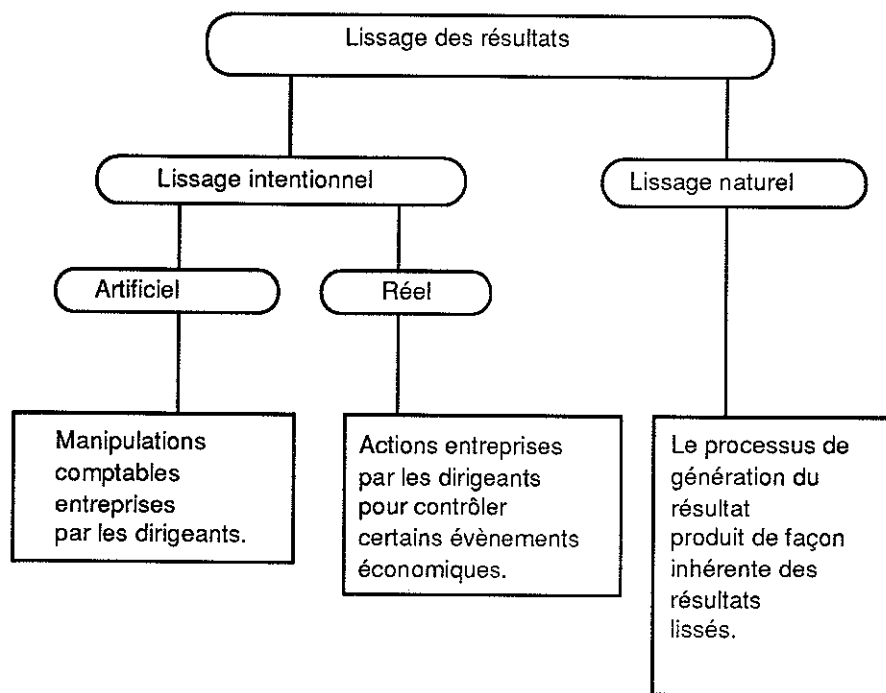 Lissage des résultats
Lissage intentionnel
Lissage naturel
Artificiel
Réel
Manipulations
comptables
entreprises
par les dirigeants.
Actions entreprises
par les dirigeants
pour contrôler
certains évènements
économiques.
Le processus de
génération du
résultat
produit de façon
inhérente des
résultats
lissés.